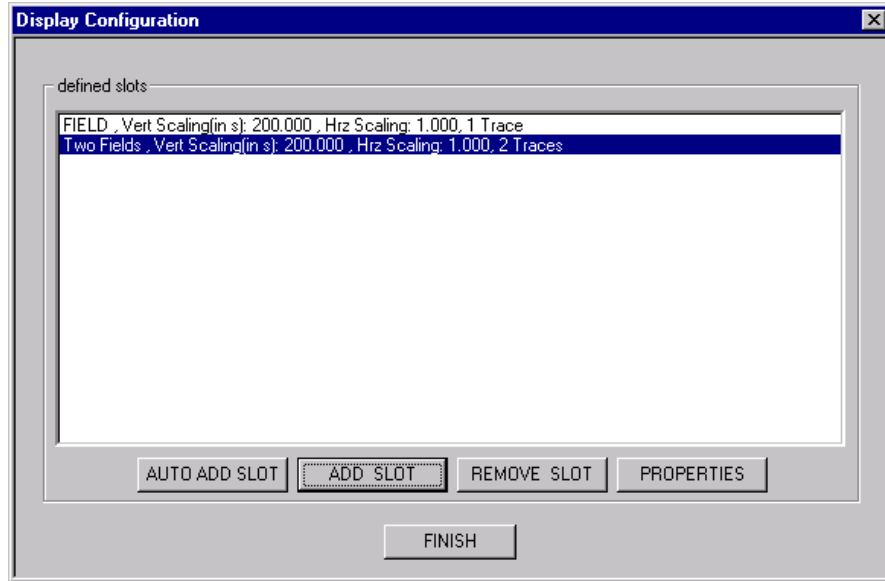 Display Configuration
defined slots
FIELD , Vert Scaling(in s): 200.000 , Hrz Scaling: 1.000, 1 Trace
Two Fields , Vert Scaling(in s): 200.000 , Hrz Scaling: 1.000, 2 Traces
AUTO ADD SLOT ADD SLOT REMOVE SLOT PROPERTIES
FINISH